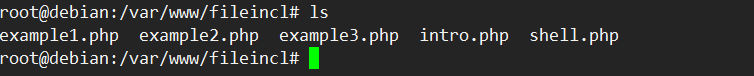 root@debian:/var/www/fileincl# ls
example1.php  example2.php  example3.php  intro.php  shell.php
root@debian:/var/www/fileincl#